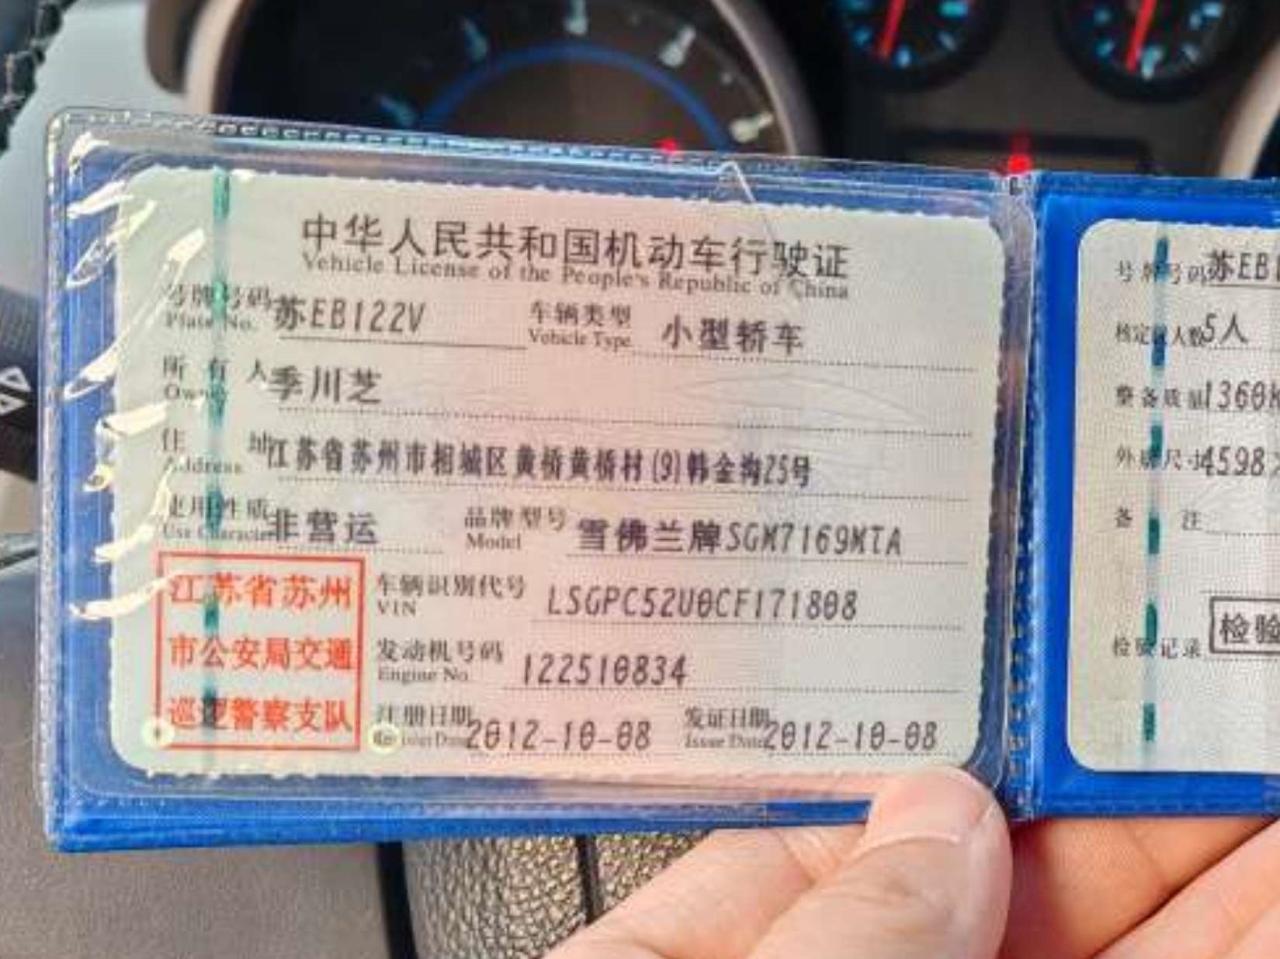 中华人民共和国机动车行驶证
Vehicle License of the People's Republic of China
号牌号码 苏EB122V 车辆类型 小型轿车
Plate No. Vehicle Type
所有人 季川芝
Owner
住址 江苏省苏州市相城区黄桥黄桥村(9)韩金沟25号
Address
使用性质 非营运 品牌型号 雪佛兰牌SGM7169MTA
Use Character Model
车辆识别代号 LSGPC52U0CF171808
VIN
发动机号码 122510834
Engine No.
注册日期 2012-10-08 发证日期 2012-10-08
Issue Date
江苏省苏州
市公安局交通
巡逻警察支队
号牌号码 苏EB
核定载人数 5人
整备质量 1360k
外廓尺寸 4598
备注
检验记录 检验